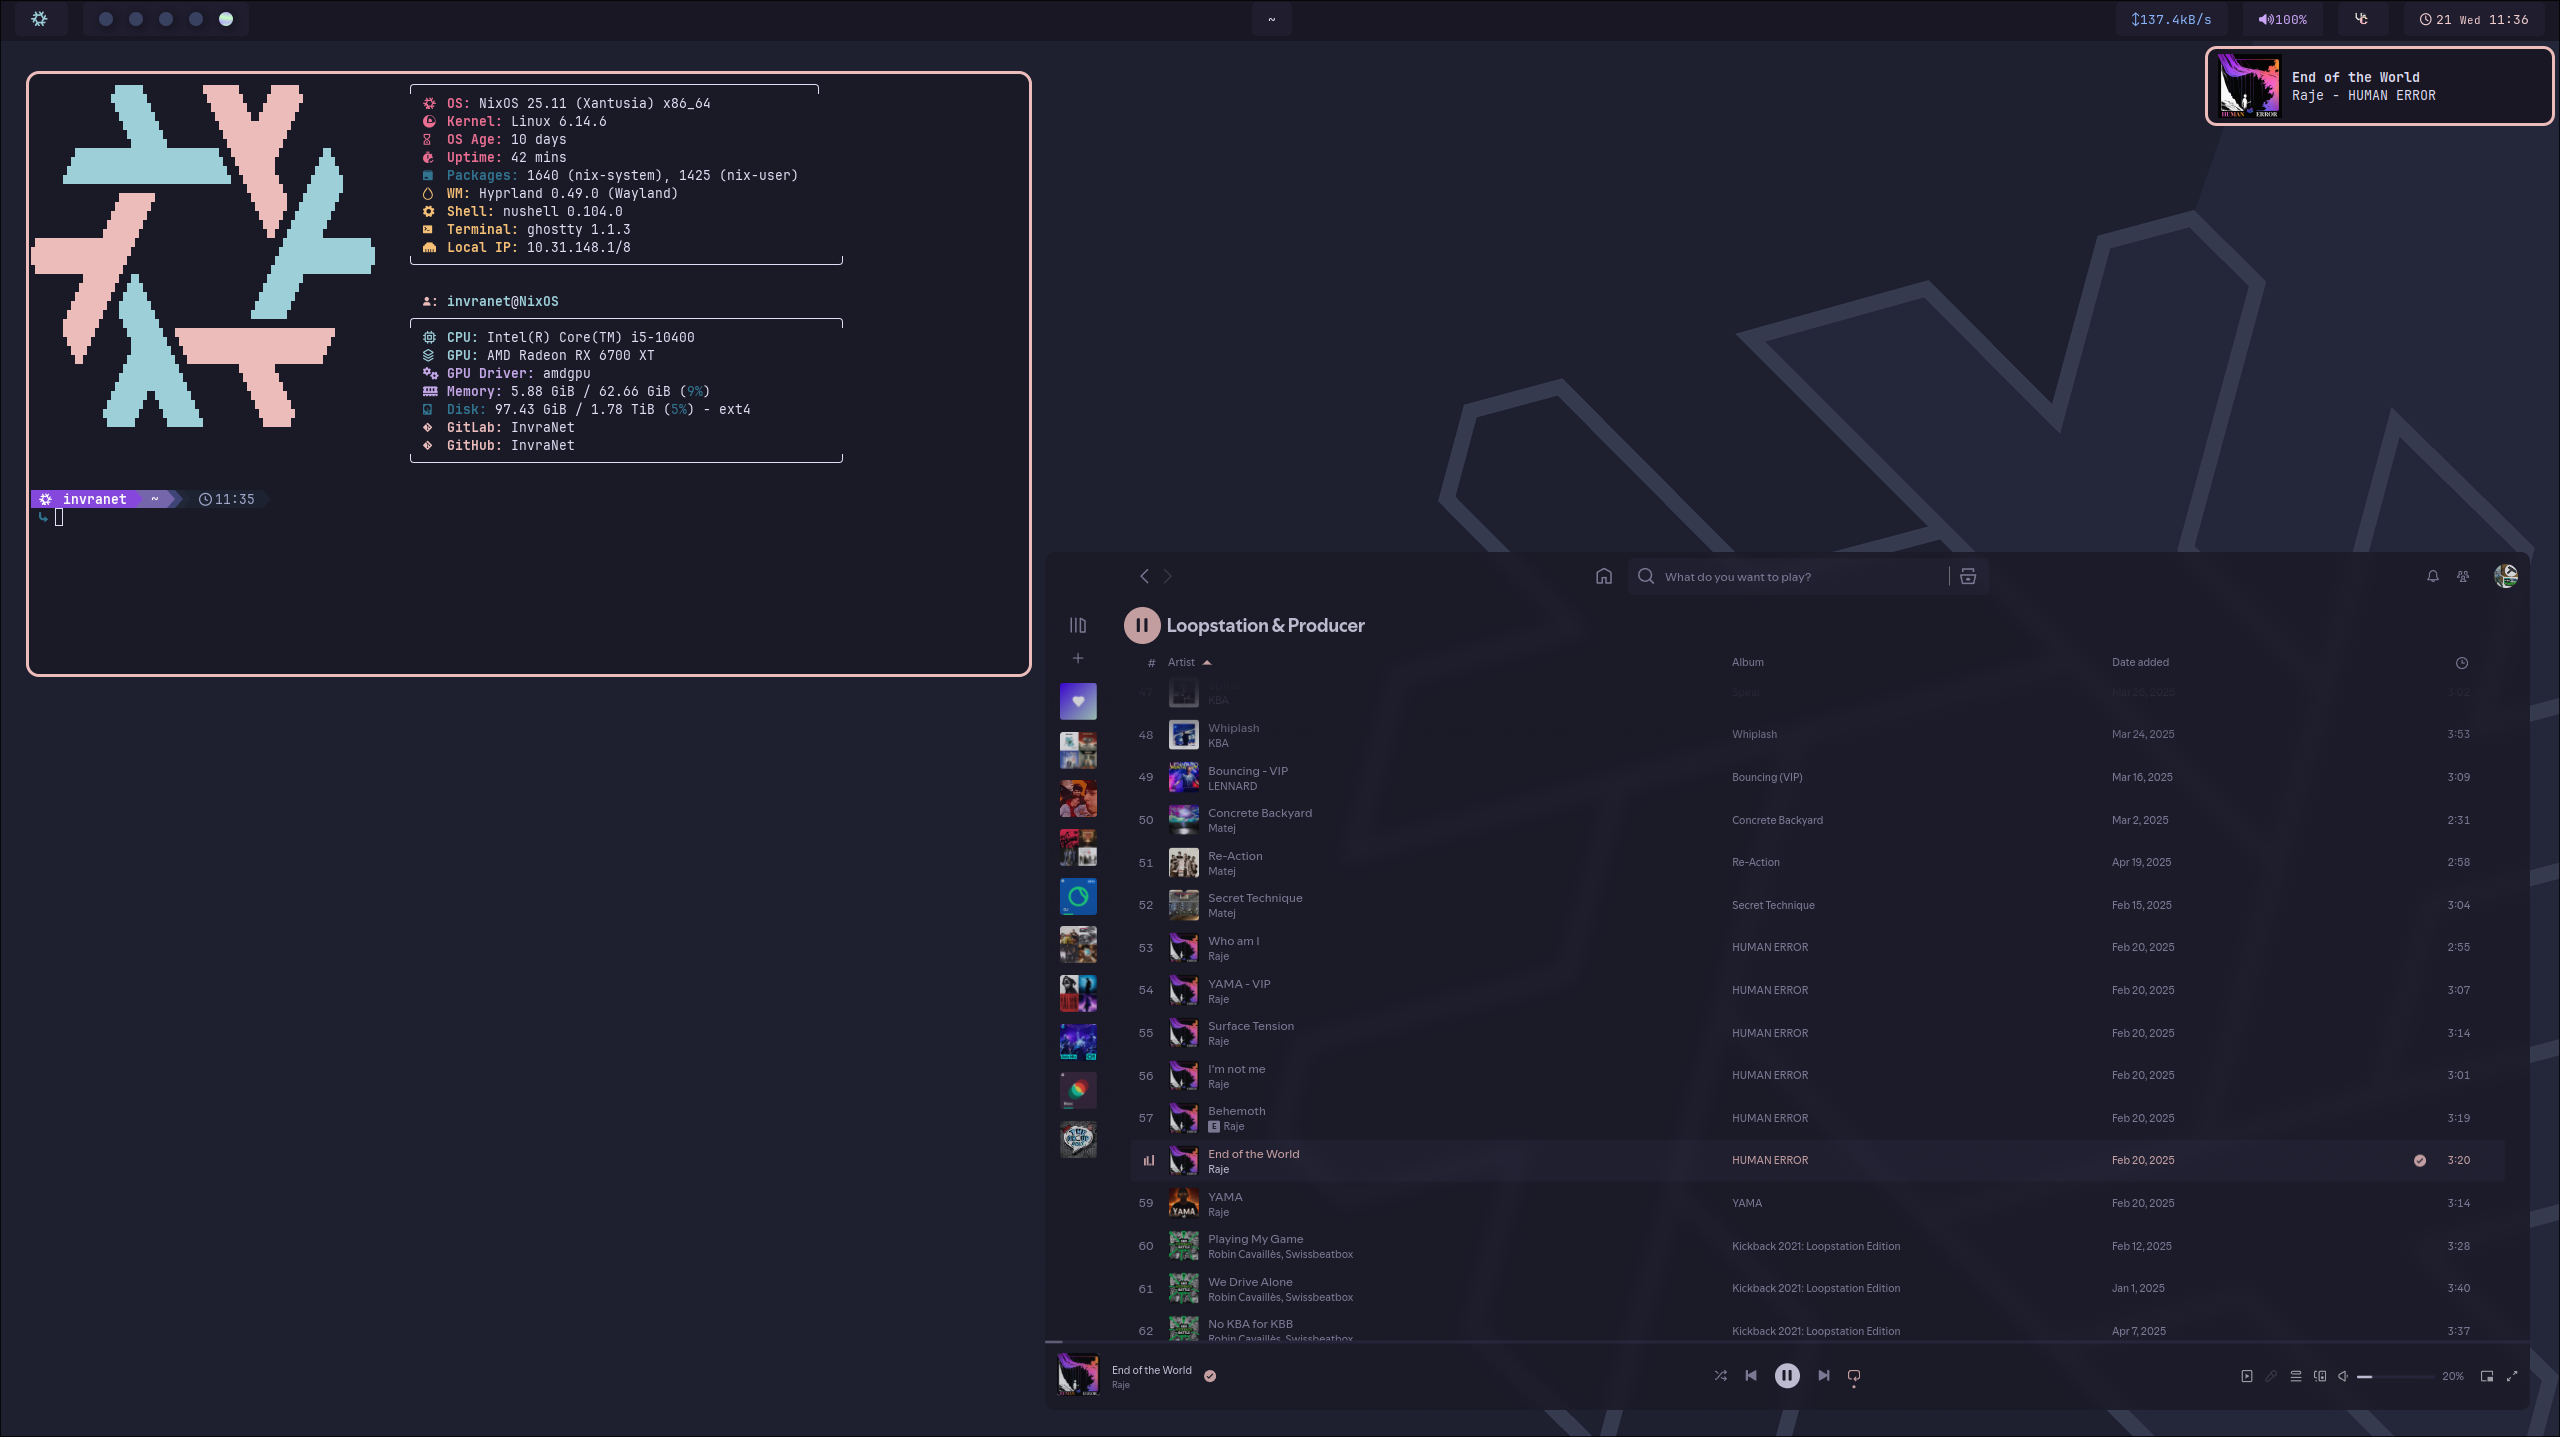 ~
137.4kB/s
100%
21 Wed 11:36
End of the World
Raje - HUMAN ERROR
HUMAN ERROR
OS: NixOS 25.11 (Xantusia) x86_64
Kernel: Linux 6.14.6
OS Age: 10 days
Uptime: 42 mins
Packages: 1640 (nix-system), 1425 (nix-user)
WM: Hyprland 0.49.0 (Wayland)
Shell: nushell 0.104.0
Terminal: ghostty 1.1.3
Local IP: 10.31.148.1/8
: invranet@NixOS
CPU: Intel(R) Core(TM) i5-10400
GPU: AMD Radeon RX 6700 XT
GPU Driver: amdgpu
Memory: 5.88 GiB / 62.66 GiB (9%)
Disk: 97.43 GiB / 1.78 TiB (5%) - ext4
GitLab: InvraNet
GitHub: InvraNet
invranet ~ 11:35
What do you want to play?
Loopstation & Producer
# Artist Album Date added
47 Spiral Spiral Mar 25, 2025 3:02
KBA
48 Whiplash Whiplash Mar 24, 2025 3:53
KBA
49 Bouncing - VIP Bouncing (VIP) Mar 16, 2025 3:09
LENNARD
50 Concrete Backyard Concrete Backyard Mar 2, 2025 2:31
Matej
51 Re-Action Re-Action Apr 19, 2025 2:58
Matej
52 Secret Technique Secret Technique Feb 15, 2025 3:04
Matej
53 Who am I HUMAN ERROR Feb 20, 2025 2:55
Raje
54 YAMA - VIP HUMAN ERROR Feb 20, 2025 3:07
Raje
55 Surface Tension HUMAN ERROR Feb 20, 2025 3:14
Raje
56 I'm not me HUMAN ERROR Feb 20, 2025 3:01
Raje
57 Behemoth HUMAN ERROR Feb 20, 2025 3:19
E Raje
End of the World HUMAN ERROR Feb 20, 2025 3:20
Raje
59 YAMA YAMA Feb 20, 2025 3:14
Raje
YAMA
60 Playing My Game Kickback 2021: Loopstation Edition Feb 12, 2025 3:28
Robin Cavaillès, Swissbeatbox
61 We Drive Alone Kickback 2021: Loopstation Edition Jan 1, 2025 3:40
Robin Cavaillès, Swissbeatbox
62 No KBA for KBB Kickback 2021: Loopstation Edition Apr 7, 2025 3:37
Robin Cavaillès, Swissbeatbox
End of the World
Raje
20%